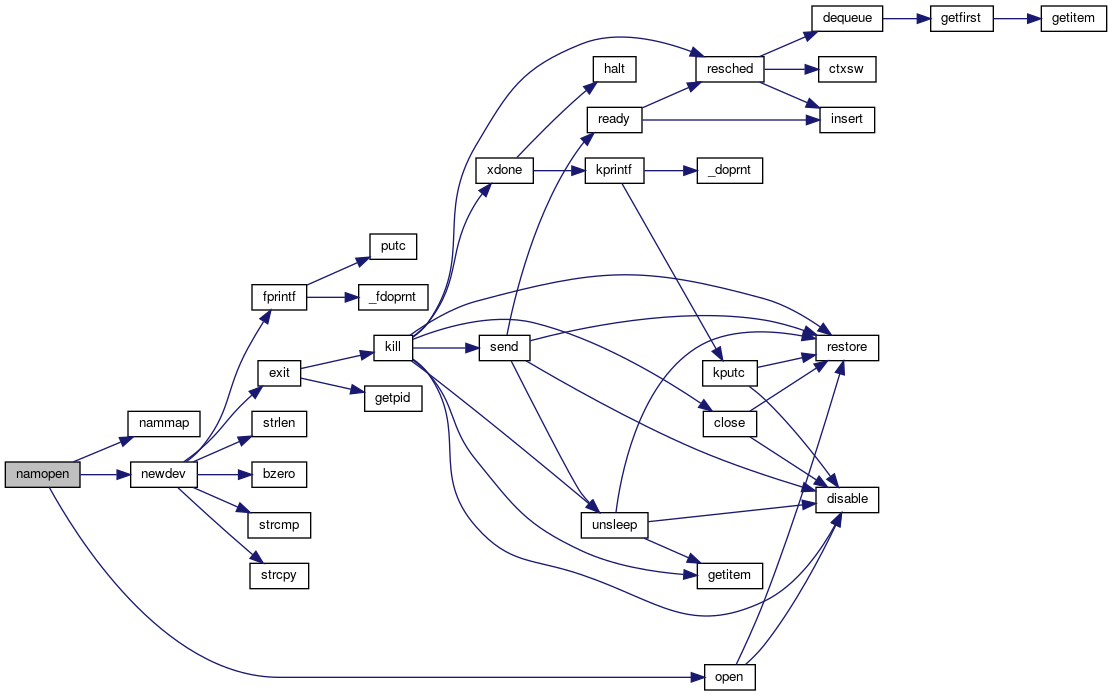 dequeue
getfirst
getitem
resched
halt
ctxsw
ready
insert
xdone
kprintf
_doprnt
putc
fprintf
_fdoprnt
kill
send
restore
exit
kputc
getpid
nammap
strlen
close
namopen
newdev
bzero
disable
strcmp
unsleep
strcpy
getitem
open